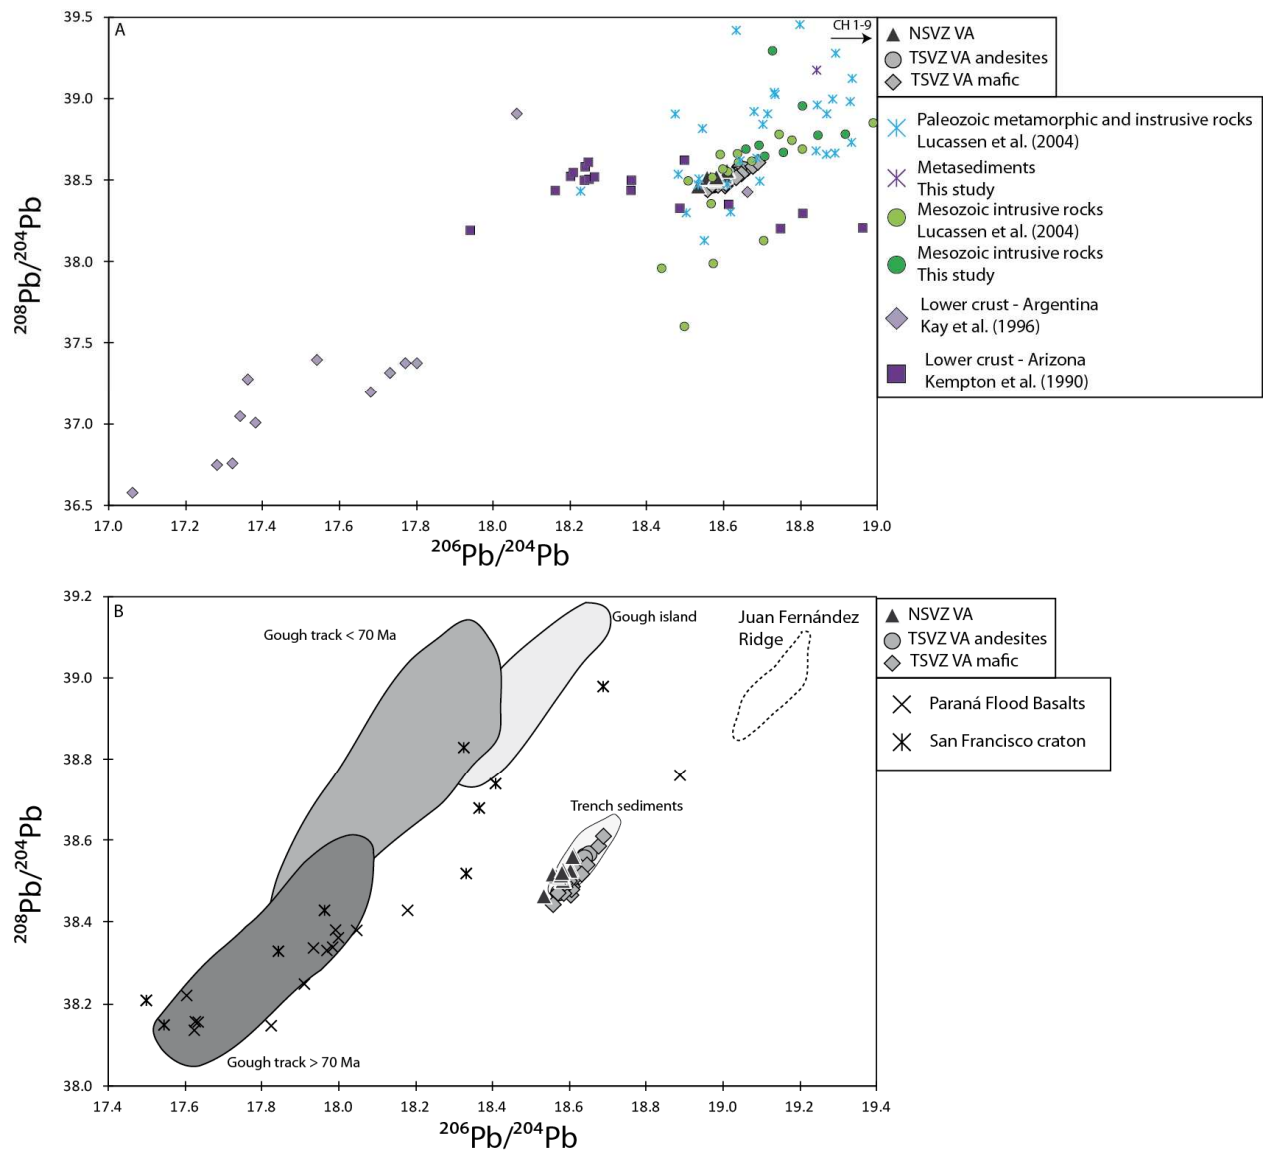 A
CH 1-9
39.5
39.0
38.5
38.0
37.5
37.0
36.5
208Pb/204Pb
17.0 17.2 17.4 17.6 17.8 18.0 18.2 18.4 18.6 18.8 19.0
206Pb/204Pb
NSVZ VA
TSVZ VA andesites
TSVZ VA mafic
Paleozoic metamorphic and instrusive rocks
Lucassen et al. (2004)
Metasediments
This study
Mesozoic intrusive rocks
Lucassen et al. (2004)
Mesozoic intrusive rocks
This study
Lower crust - Argentina
Kay et al. (1996)
Lower crust - Arizona
Kempton et al. (1990)
B
39.2
39.0
38.8
38.6
38.4
38.2
38.0
208Pb/204Pb
Gough track < 70 Ma
Gough island
Juan Fernández
Ridge
Trench sediments
Gough track > 70 Ma
17.4 17.6 17.8 18.0 18.2 18.4 18.6 18.8 19.0 19.2 19.4
206Pb/204Pb
NSVZ VA
TSVZ VA andesites
TSVZ VA mafic
Paraná Flood Basalts
San Francisco craton